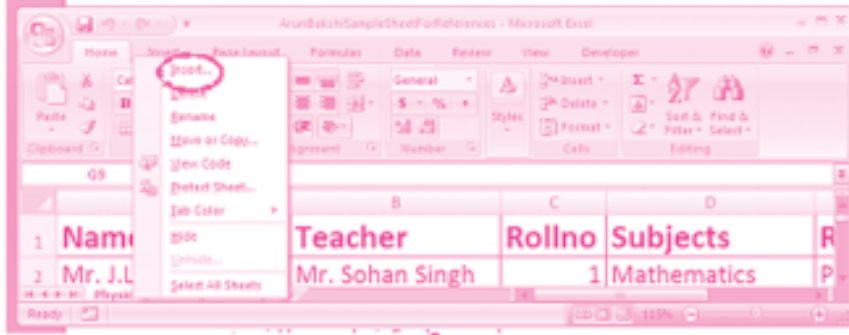 ArunBakshiSampleSheetForReferences - Microsoft Excel
Home Insert Page Layout Formulas Data Review View Developer
Insert...
Delete
Rename
Move or Copy...
View Code
Protect Sheet...
Tab Color
Hide
Unhide...
Select All Sheets
Paste
Clipboard
General
$ - % ,
Number
Styles
Insert
Delete
Format
Cells
Σ
Sort & Filter
Find & Select
Editing
G9
B C D
1 Teacher Rollno Subjects R
2 Mr. J.L Mr. Sohan Singh 1 Mathematics P
Ready 115%